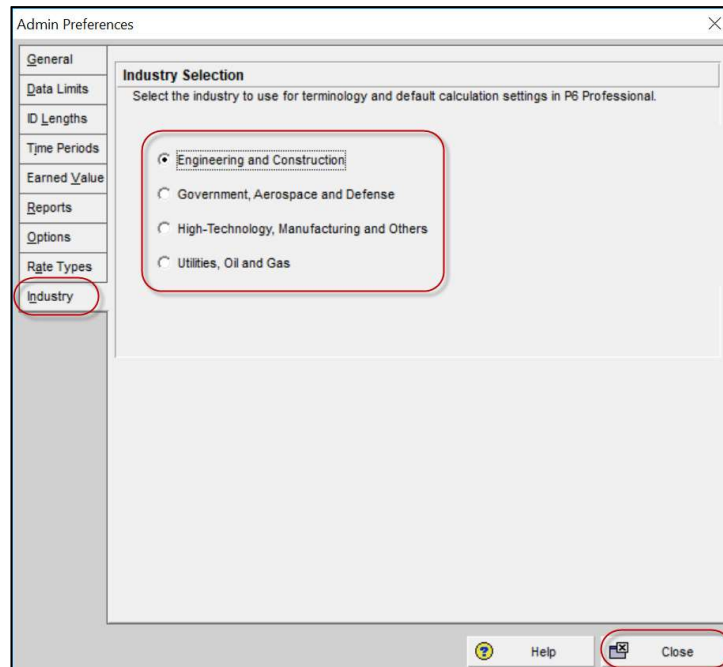 Admin Preferences
General
Data Limits
ID Lengths
Time Periods
Earned Value
Reports
Options
Rate Types
Industry
Industry Selection
Select the industry to use for terminology and default calculation settings in P6 Professional.
Engineering and Construction
Government, Aerospace and Defense
High-Technology, Manufacturing and Others
Utilities, Oil and Gas
Help
Close